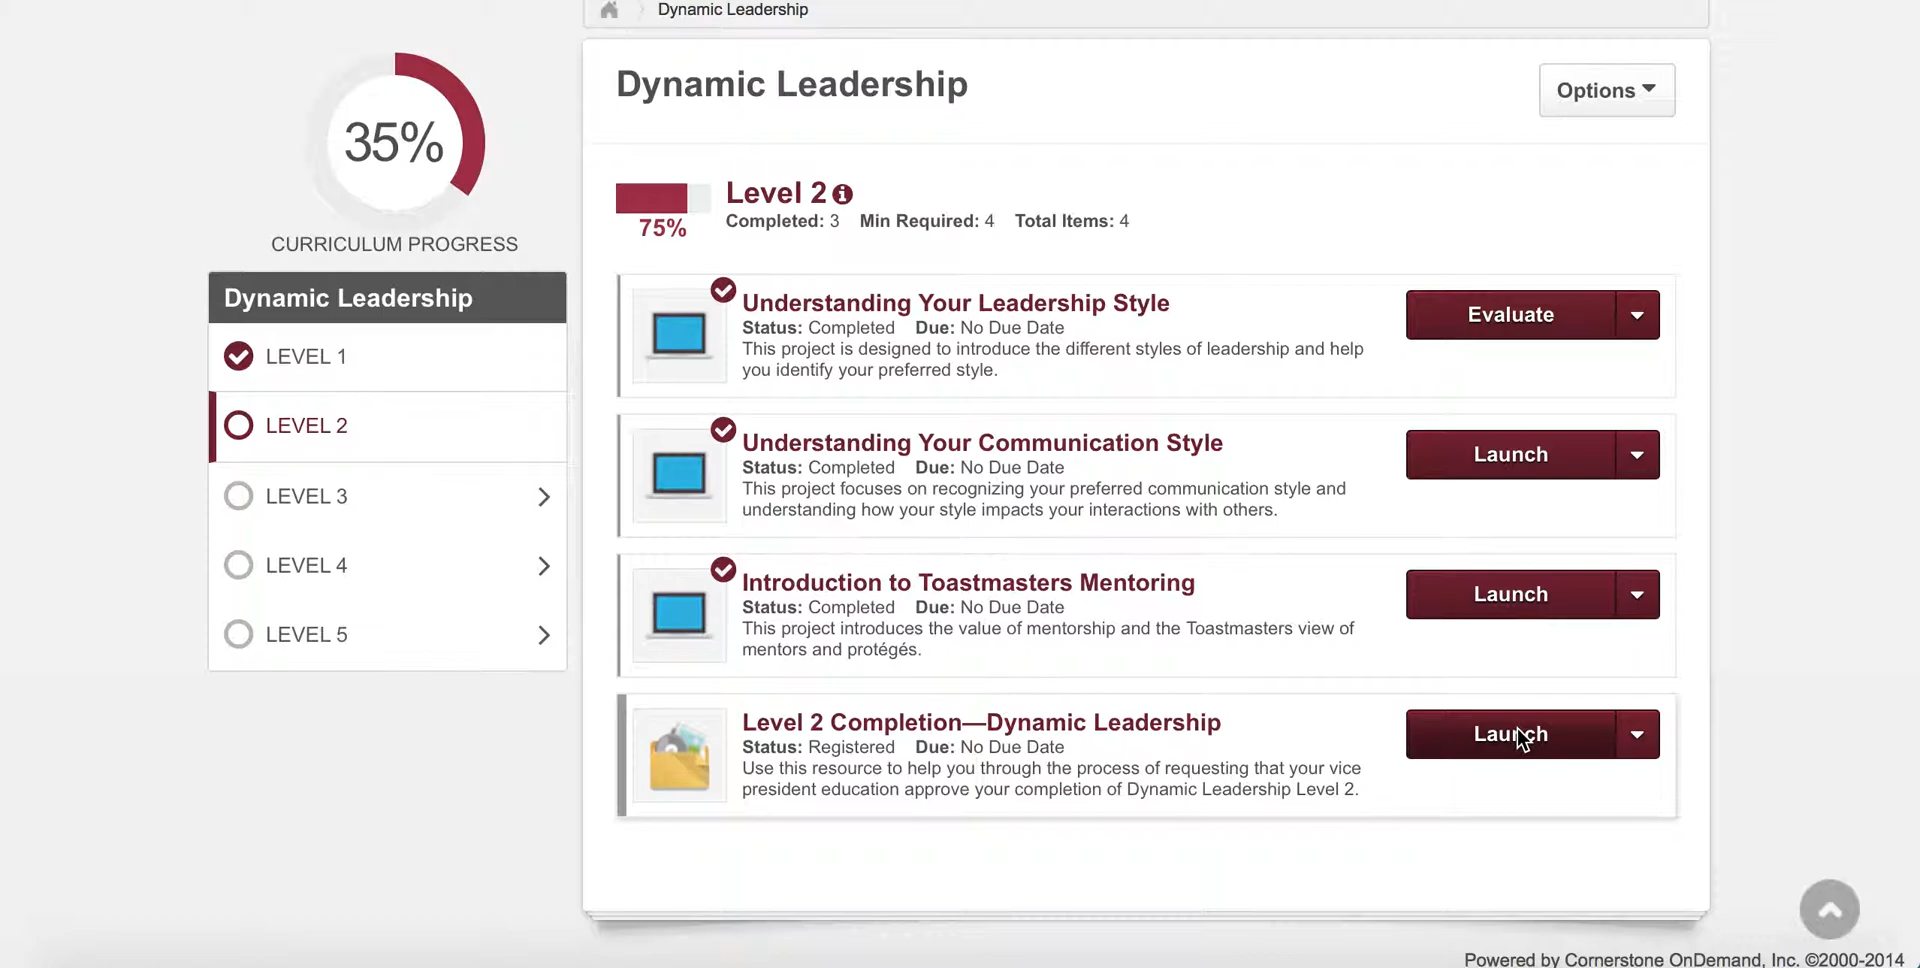 Dynamic Leadership
35%
CURRICULUM PROGRESS
Dynamic Leadership
LEVEL 1
LEVEL 2
LEVEL 3
LEVEL 4
LEVEL 5
Dynamic Leadership
Options
75%
Level 2
Completed: 3 Min Required: 4 Total Items: 4
Understanding Your Leadership Style
Status: Completed Due: No Due Date
This project is designed to introduce the different styles of leadership and help
you identify your preferred style.
Evaluate
Understanding Your Communication Style
Status: Completed Due: No Due Date
This project focuses on recognizing your preferred communication style and
understanding how your style impacts your interactions with others.
Launch
Introduction to Toastmasters Mentoring
Status: Completed Due: No Due Date
This project introduces the value of mentorship and the Toastmasters view of
mentors and protégés.
Launch
Level 2 Completion—Dynamic Leadership
Status: Registered Due: No Due Date
Use this resource to help you through the process of requesting that your vice
president education approve your completion of Dynamic Leadership Level 2.
Launch
Powered by Cornerstone OnDemand, Inc. ©2000-2014